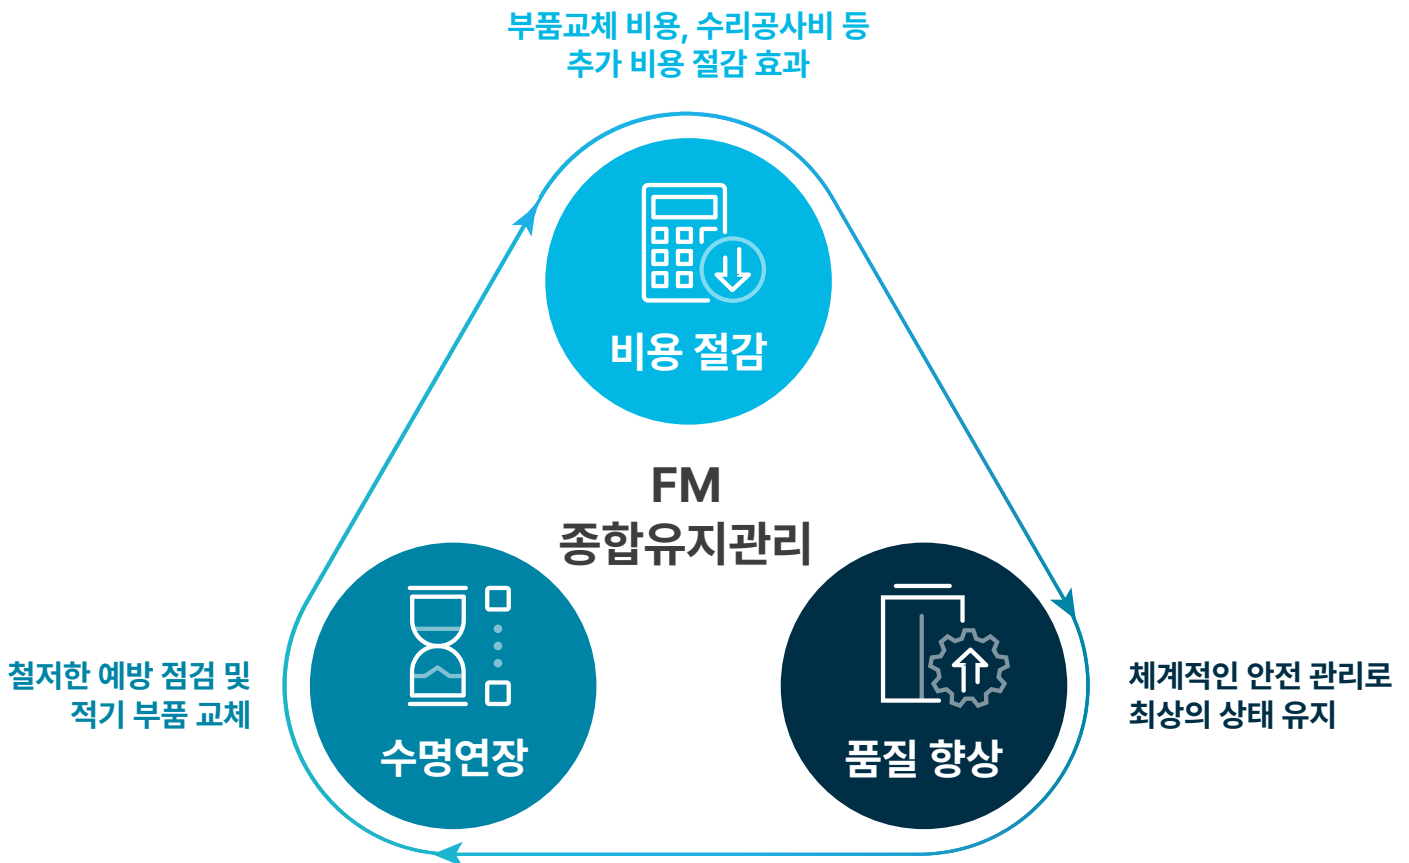 부품교체 비용, 수리공사비 등
추가 비용 절감 효과
비용 절감
FM
종합유지관리
철저한 예방 점검 및
적기 부품 교체
수명연장
품질 향상
체계적인 안전 관리로
최상의 상태 유지